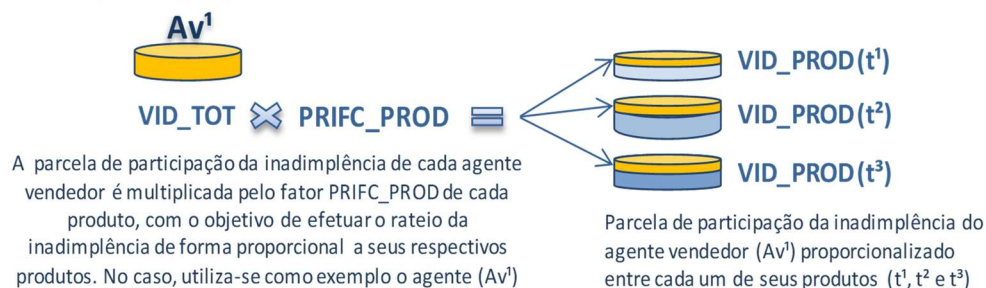 Av¹
VID_TOT × PRIFC_PROD =
A parcela de participação da inadimplência de cada agente
vendedor é multiplicada pelo fator PRIFC_PROD de cada
produto, com o objetivo de efetuar o rateio da
inadimplência de forma proporcional a seus respectivos
produtos. No caso, utiliza-se como exemplo o agente (Av¹)
VID_PROD(t¹)
VID_PROD(t²)
VID_PROD(t³)
Parcela de participação da inadimplência do
agente vendedor (Av¹) proporcionalizado
entre cada um de seus produtos (t¹, t² e t³)